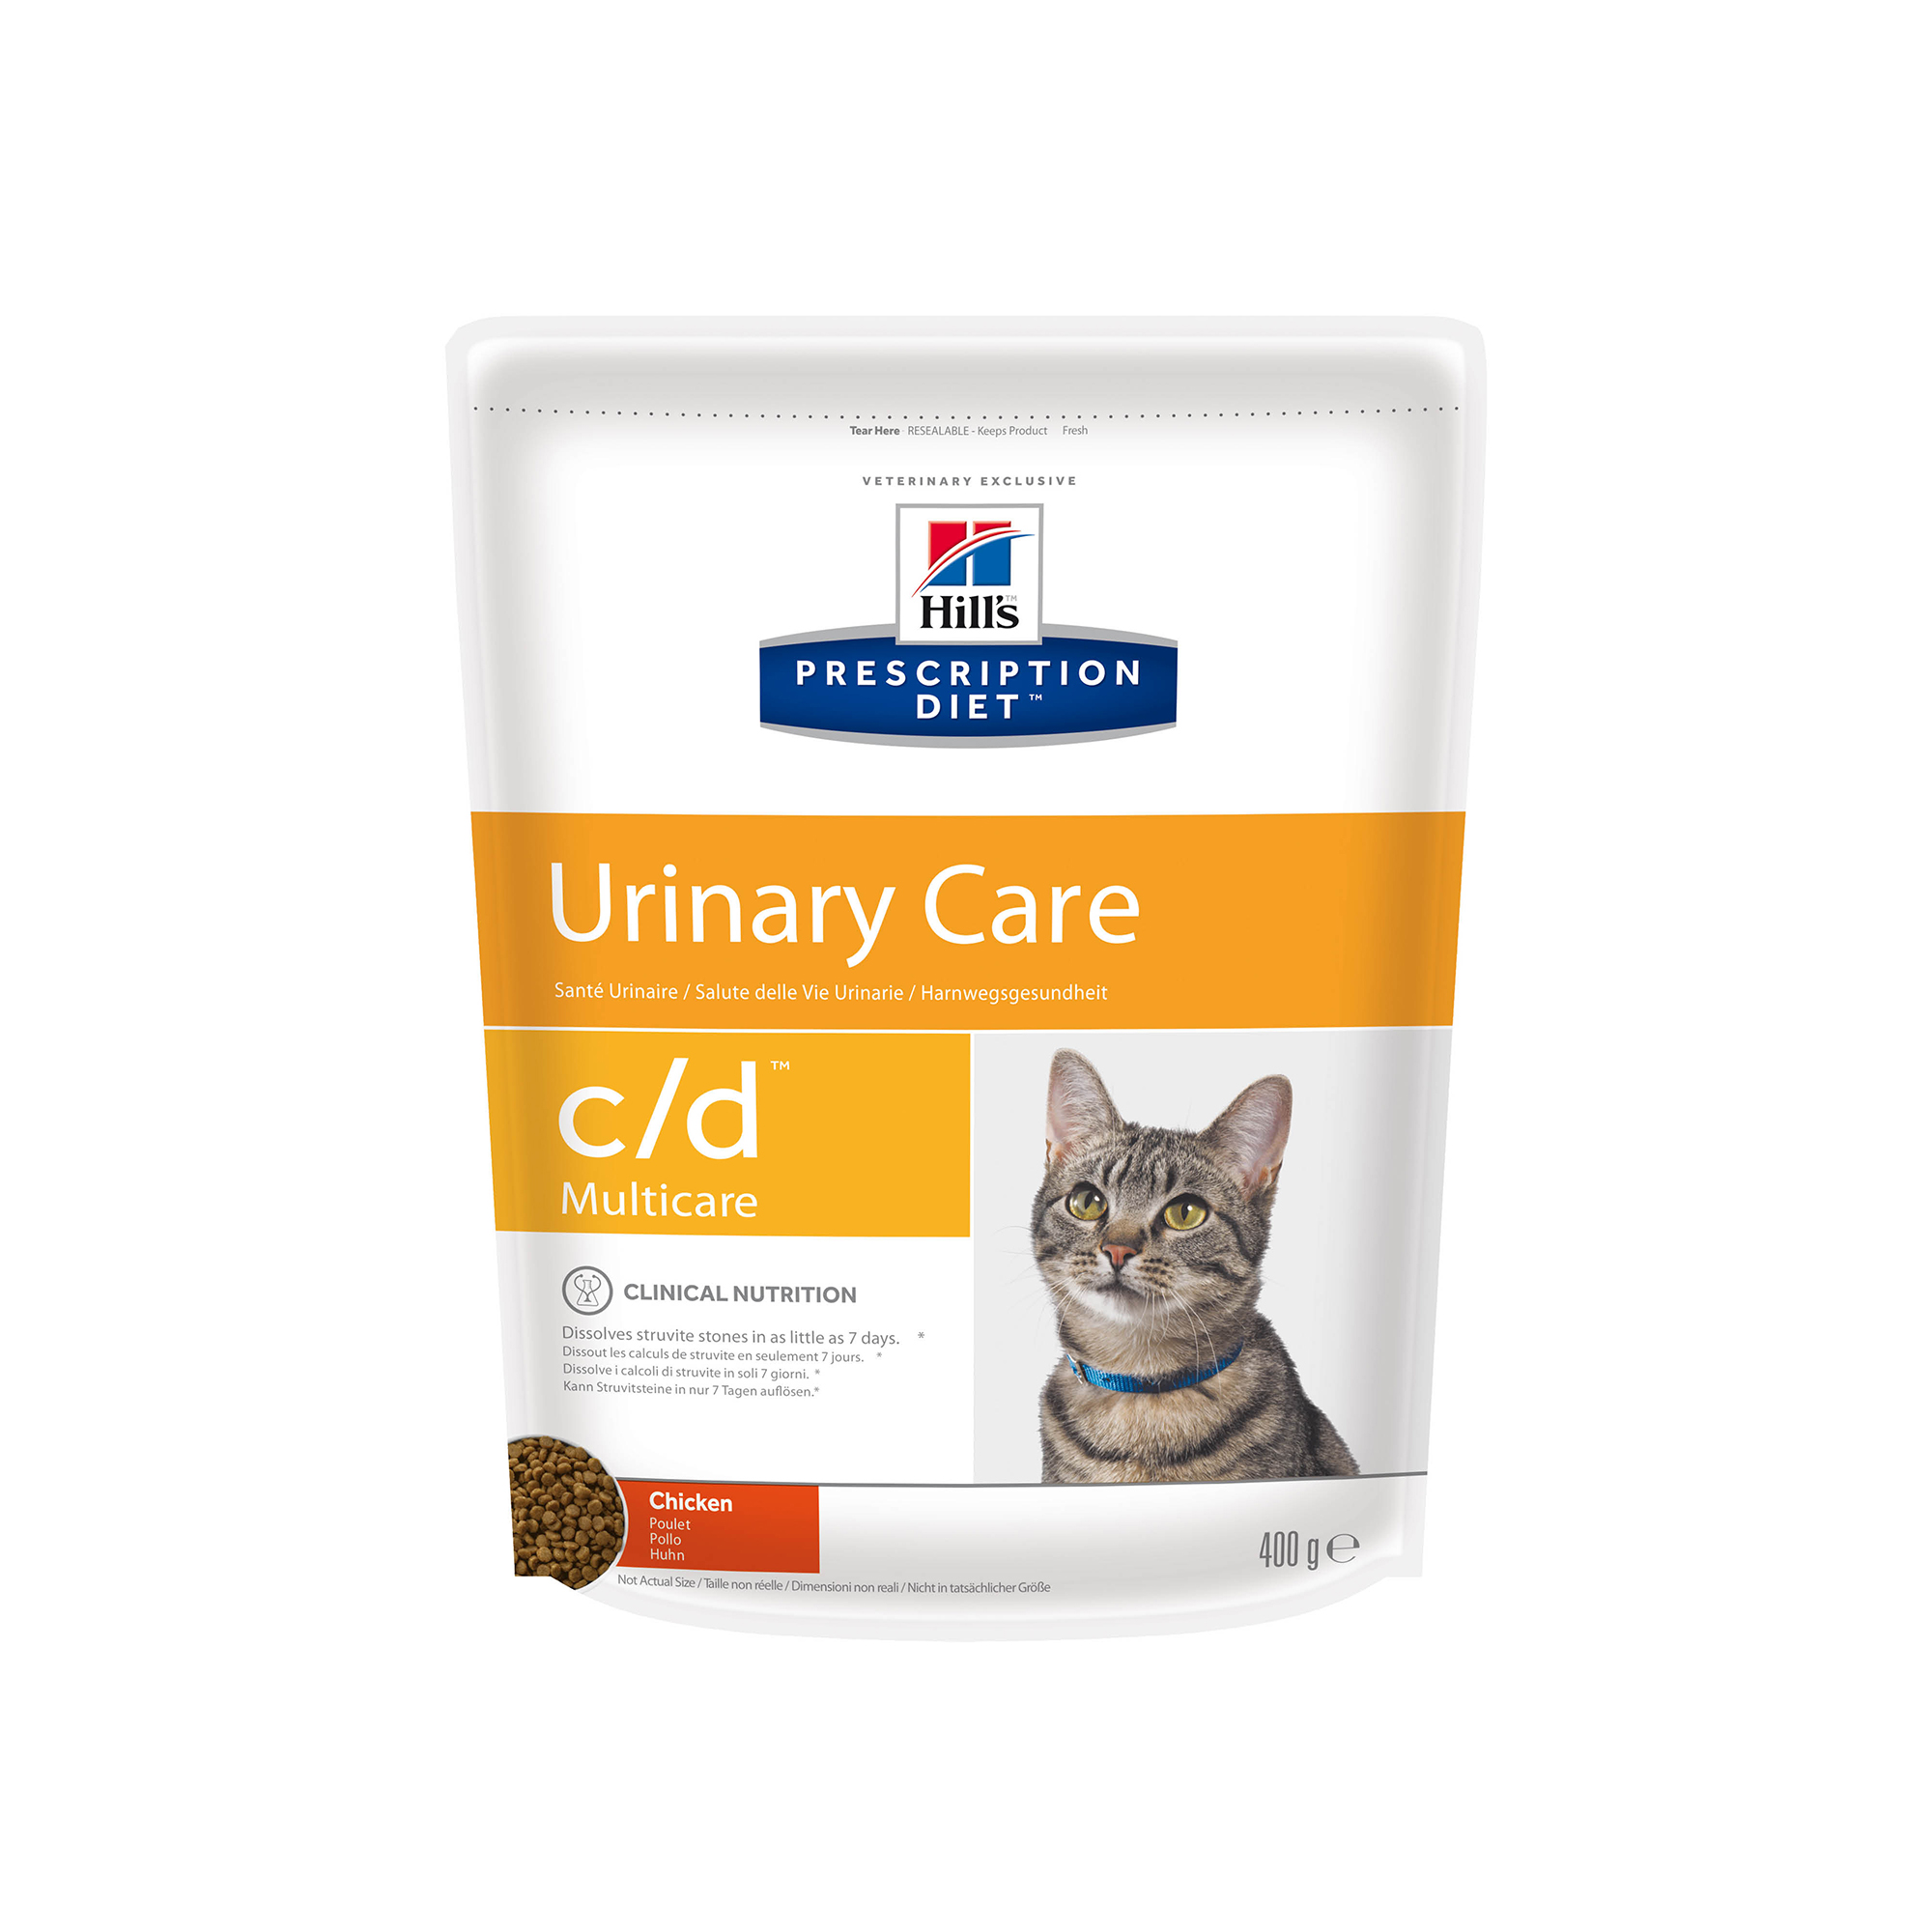 Tear Here · RESEALABLE - Keeps Product Fresh
VETERINARY EXCLUSIVE
Hill's™
PRESCRIPTION
DIET™
Urinary Care
Santé Urinaire / Salute delle Vie Urinarie / Harnwegsgesundheit
c/d™
Multicare
CLINICAL NUTRITION
Dissolves struvite stones in as little as 7 days. *
Dissout les calculs de struvite en seulement 7 jours. *
Dissolve i calcoli di struvite in soli 7 giorni. *
Kann Struvitsteine in nur 7 Tagen auflösen.*
Chicken
Poulet
Pollo
Huhn
400 g ℮
Not Actual Size / Taille non réelle / Dimensioni non reali / Nicht in tatsächlicher Größe